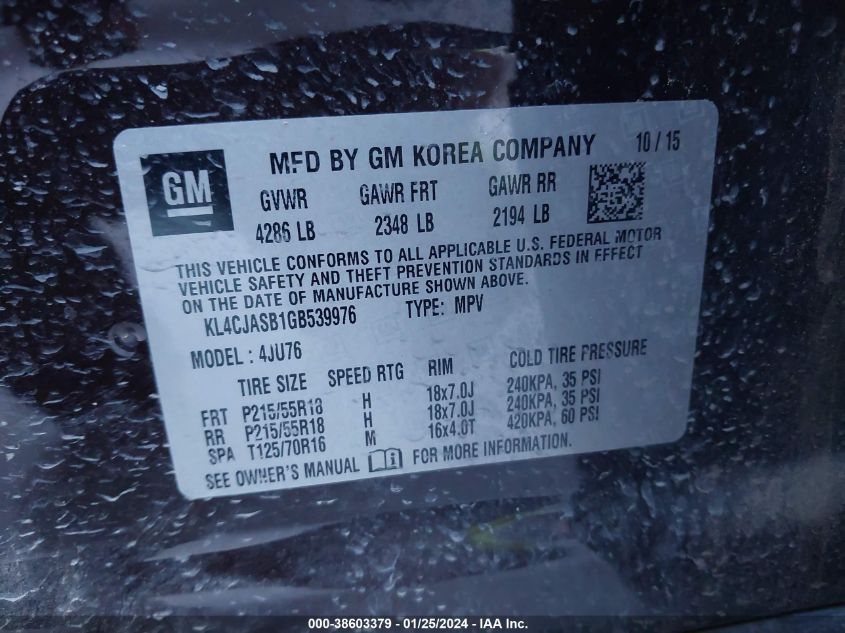 GM
MFD BY GM KOREA COMPANY 10 / 15
GVWR GAWR FRT GAWR RR
4286 LB 2348 LB 2194 LB
THIS VEHICLE CONFORMS TO ALL APPLICABLE U.S. FEDERAL MOTOR
VEHICLE SAFETY AND THEFT PREVENTION STANDARDS IN EFFECT
ON THE DATE OF MANUFACTURE SHOWN ABOVE.
KL4CJASB1GB539976 TYPE: MPV
MODEL : 4JU76
TIRE SIZE SPEED RTG RIM COLD TIRE PRESSURE
FRT P215/55R18 H 18x7.0J 240KPA, 35 PSI
RR P215/55R18 H 18x7.0J 240KPA, 35 PSI
SPA T125/70R16 M 16x4.0T 420KPA, 60 PSI
SEE OWNER'S MANUAL FOR MORE INFORMATION.
000-38603379 - 01/25/2024 - IAA Inc.